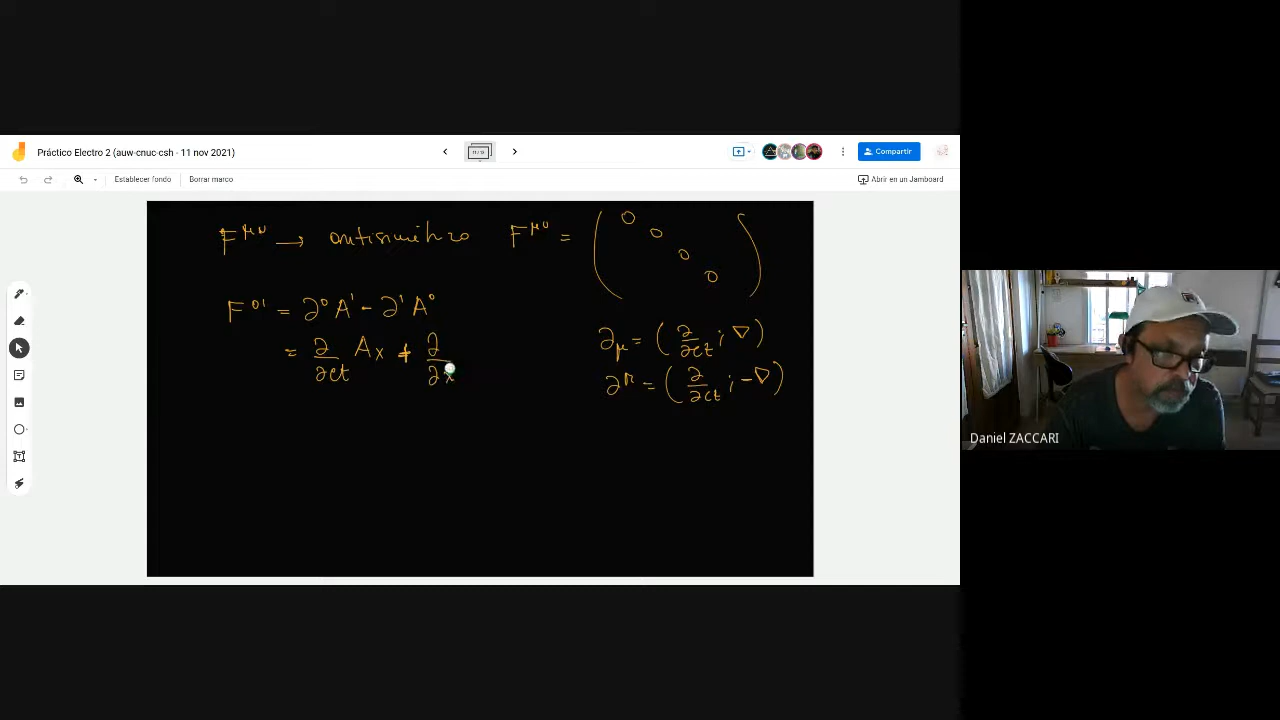 Práctico Electro 2 (auw-cnuc-csh - 11 nov 2021)
Compartir
Establecer fondo
Borrar marco
Abrir en un Jamboard
F^{μν} → antisimétrico F^{μν} = ( 0 0 0 0 )
F^{01} = ∂^0 A^1 - ∂^1 A^0
= ∂/∂ct Ax + ∂/∂x
∂_μ = (∂/∂ct ; ∇)
∂^μ = (∂/∂ct ; -∇)
Daniel ZACCARI